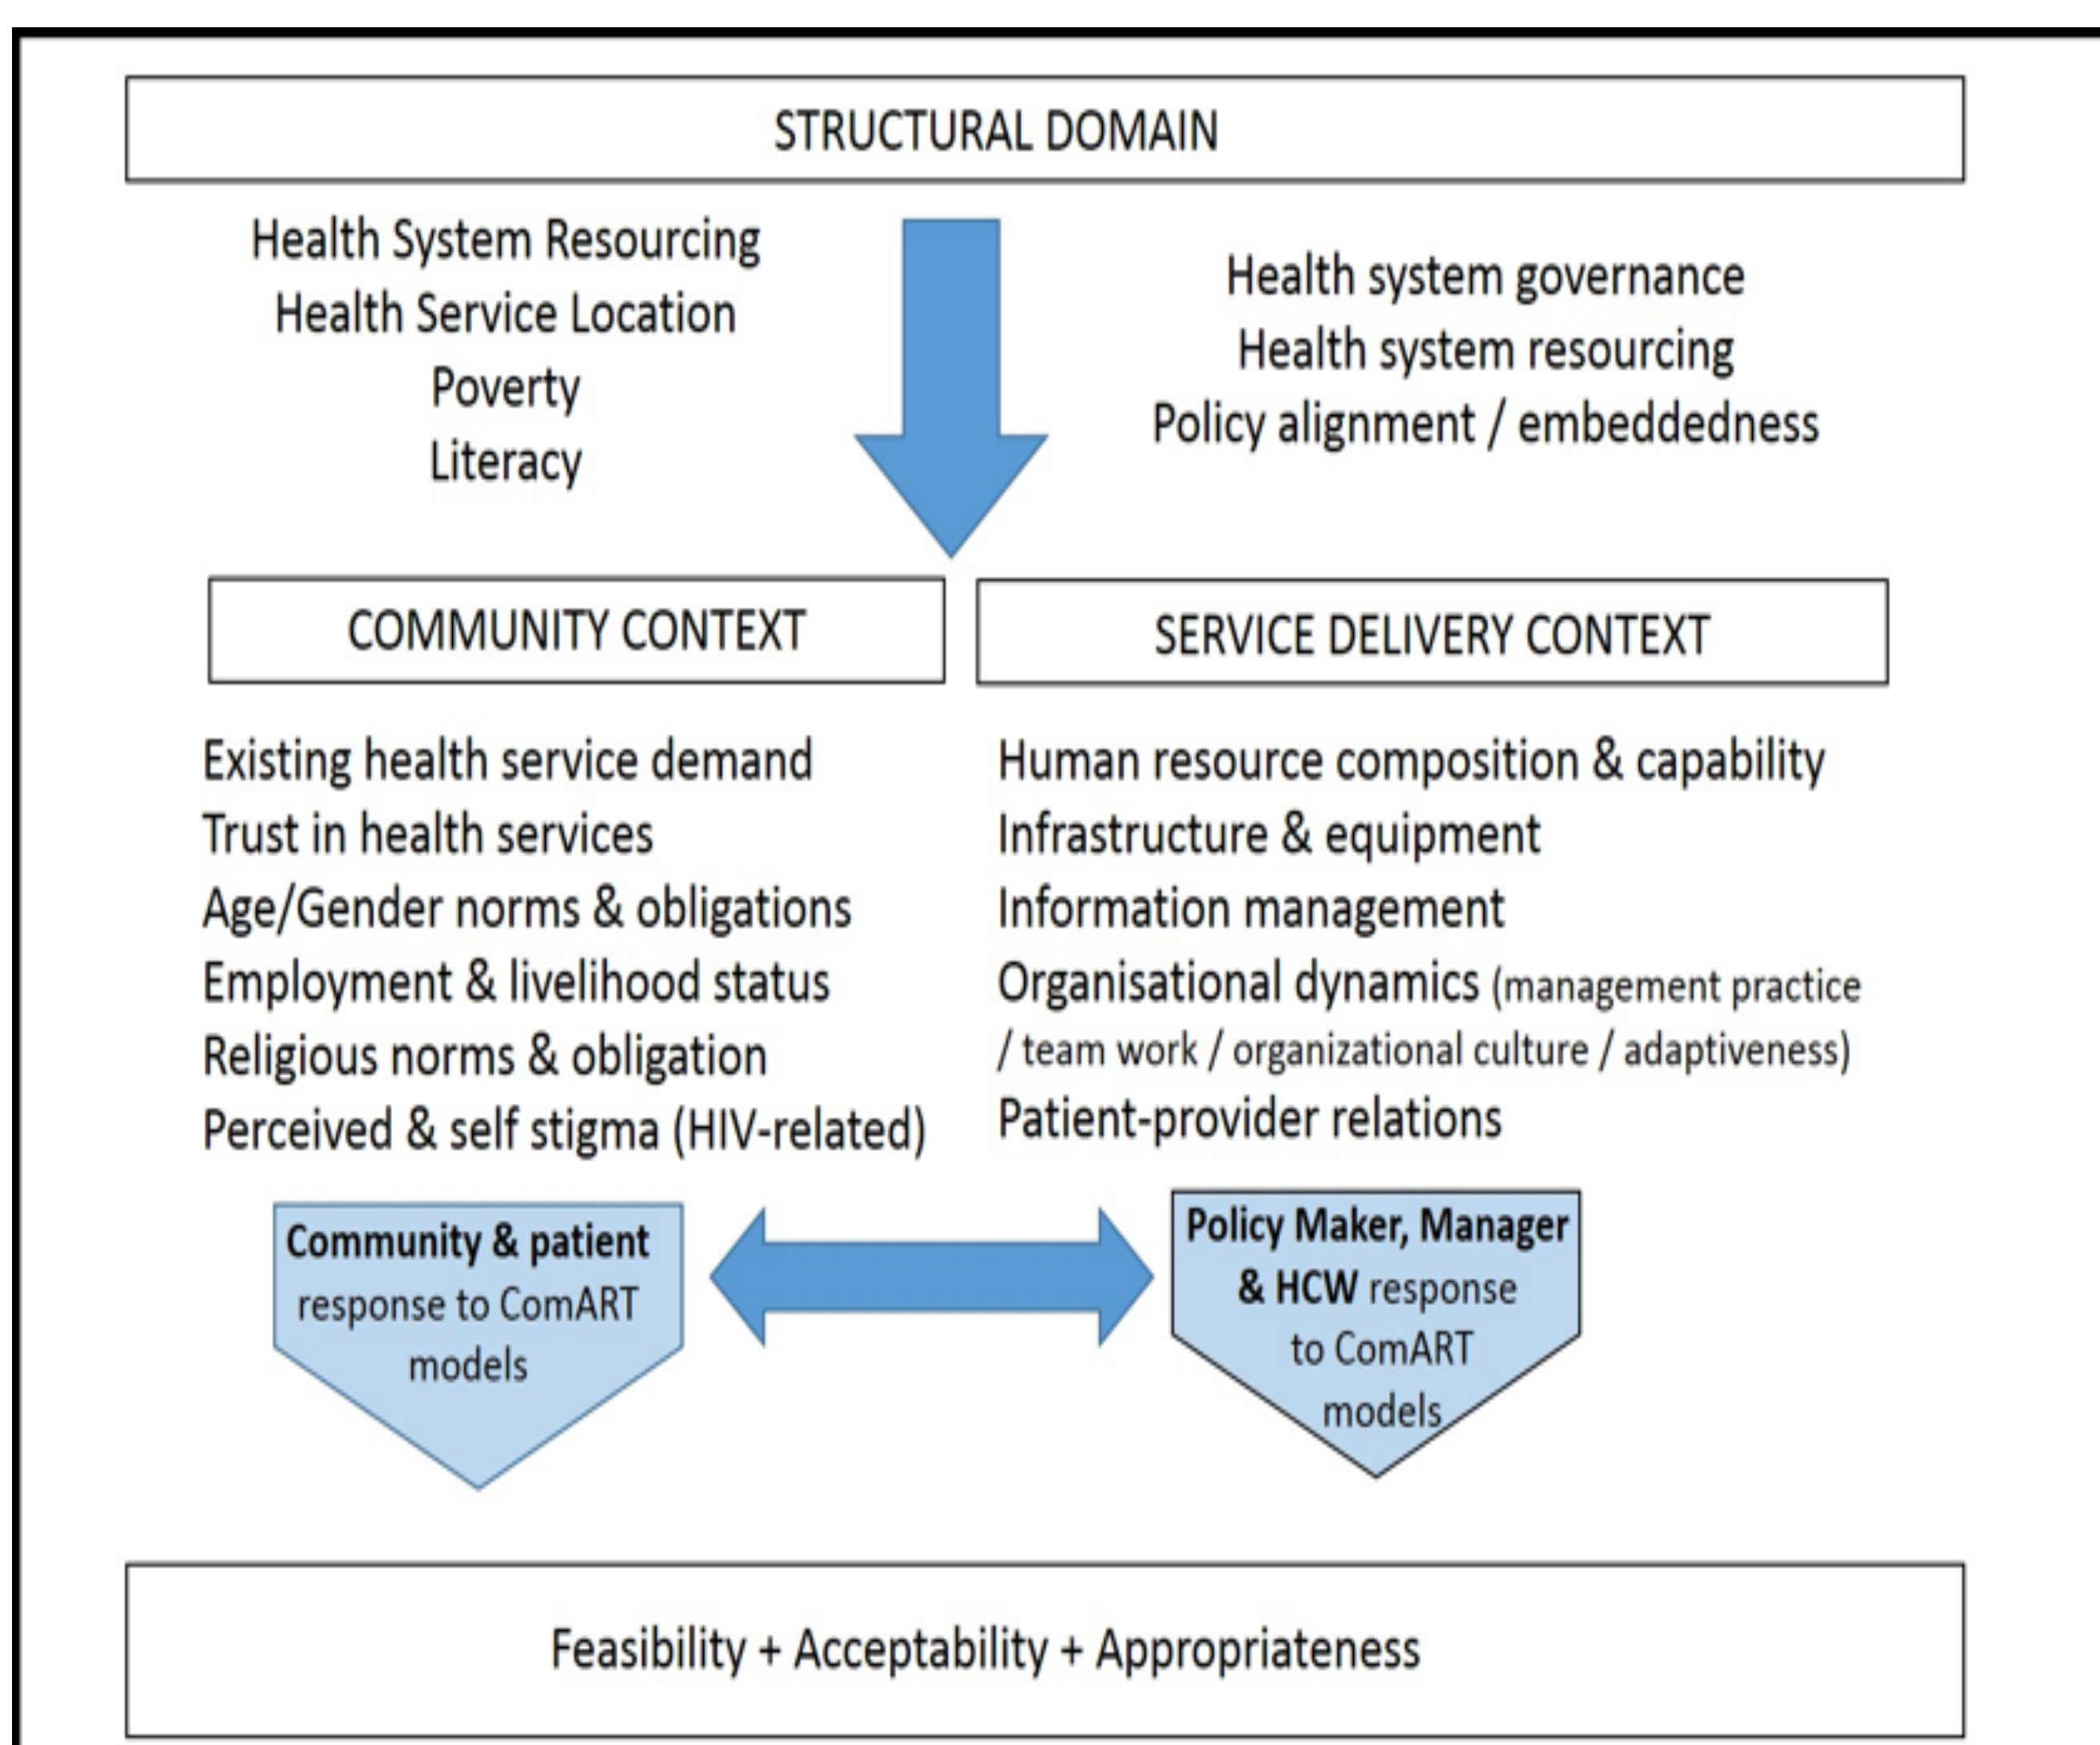 STRUCTURAL DOMAIN
Health System Resourcing
Health Service Location
Poverty
Literacy
Health system governance
Health system resourcing
Policy alignment / embeddedness
COMMUNITY CONTEXT
Existing health service demand
Trust in health services
Age/Gender norms & obligations
Employment & livelihood status
Religious norms & obligation
Perceived & self stigma (HIV-related)
SERVICE DELIVERY CONTEXT
Human resource composition & capability
Infrastructure & equipment
Information management
Organisational dynamics (management practice
/ team work / organizational culture / adaptiveness)
Patient-provider relations
Community & patient
response to ComART
models
Policy Maker, Manager
& HCW response
to ComART
models
Feasibility + Acceptability + Appropriateness